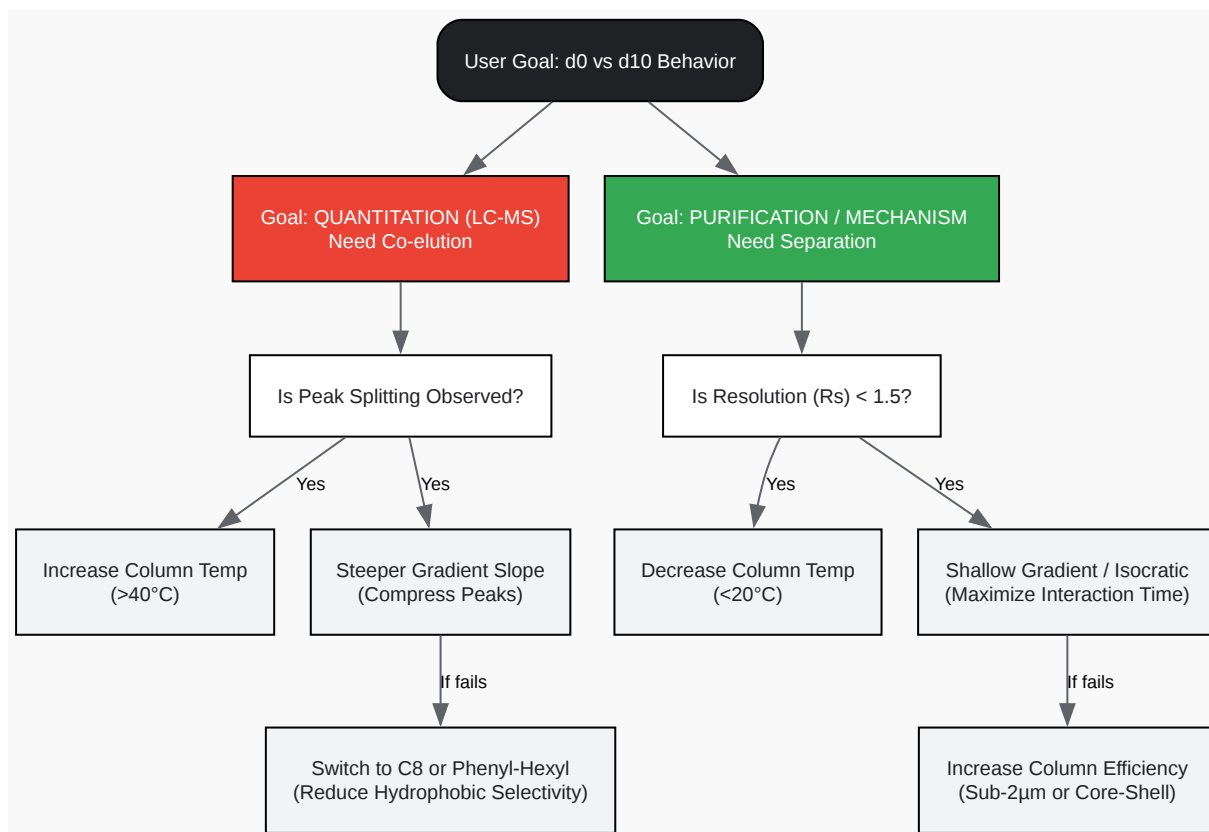 User Goal: d0 vs d10 Behavior
Goal: QUANTITATION (LC-MS)
Need Co-elution
Goal: PURIFICATION / MECHANISM
Need Separation
Is Peak Splitting Observed?
Is Resolution (Rs) < 1.5?
Yes
Yes
Yes
Yes
Increase Column Temp
(>40°C)
Steeper Gradient Slope
(Compress Peaks)
Decrease Column Temp
(<20°C)
Shallow Gradient / Isocratic
(Maximize Interaction Time)
If fails
If fails
Switch to C8 or Phenyl-Hexyl
(Reduce Hydrophobic Selectivity)
Increase Column Efficiency
(Sub-2µm or Core-Shell)